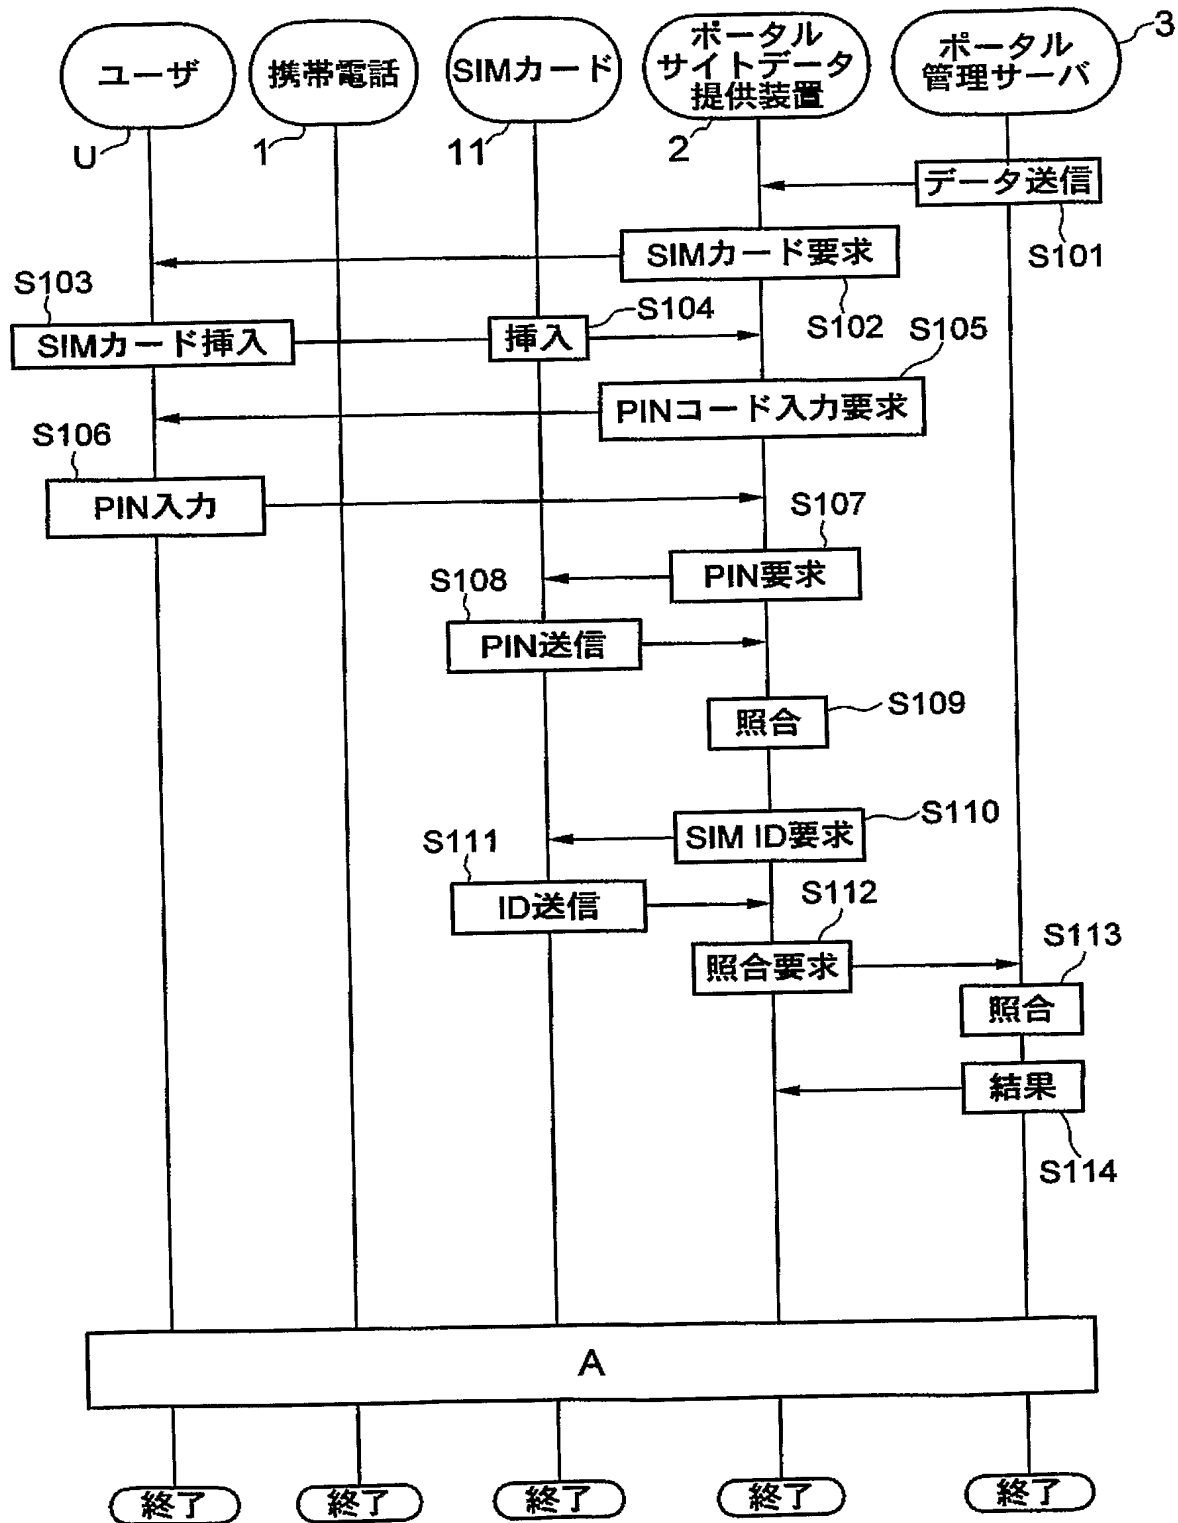 ユーザ
U
携帯電話
1
SIMカード
11
ポータル
サイトデータ
提供装置
2
ポータル
管理サーバ
3
データ送信
S101
SIMカード要求
S102
S103
SIMカード挿入
挿入
S104
S105
PINコード入力要求
S106
PIN入力
S107
PIN要求
S108
PIN送信
照合
S109
SIM ID要求
S110
S111
ID送信
S112
照合要求
S113
照合
結果
S114
A
終了
終了
終了
終了
終了